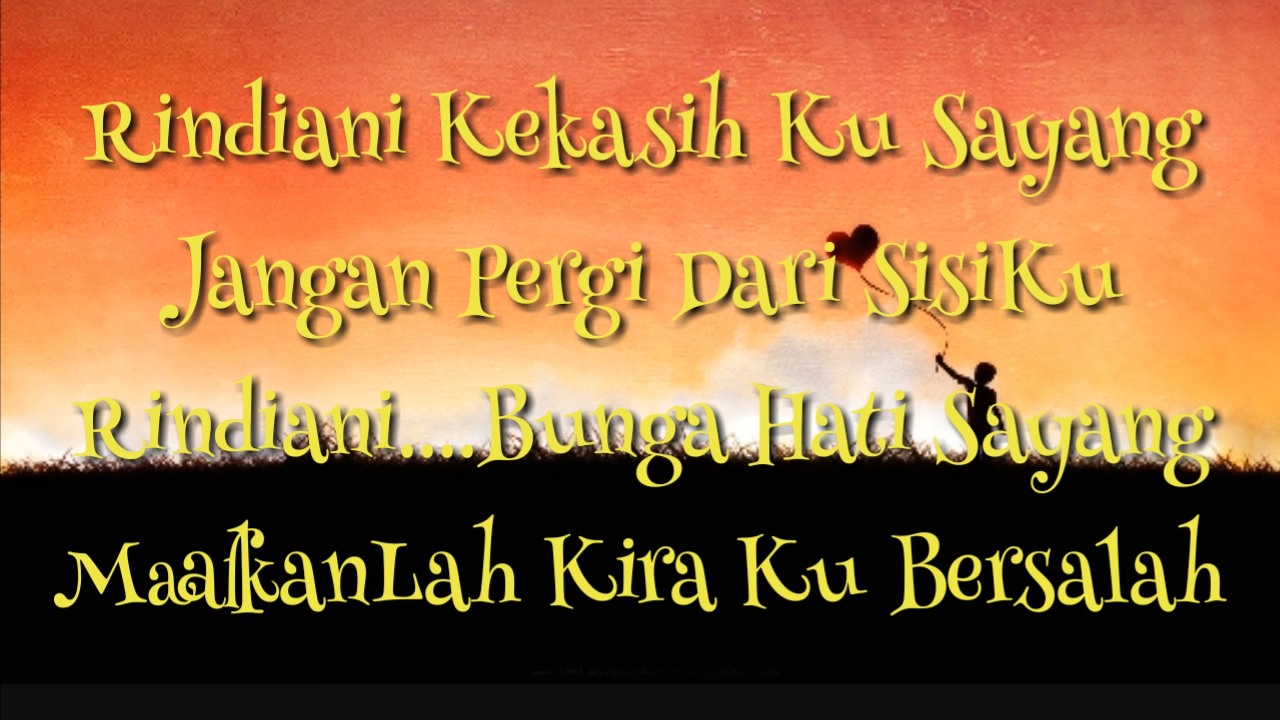 Rindiani Kekasih Ku Sayang
Jangan Pergi Dari SisiKu
Rindiani....Bunga Hati Sayang
MaafkanLah Kira Ku Bersalah